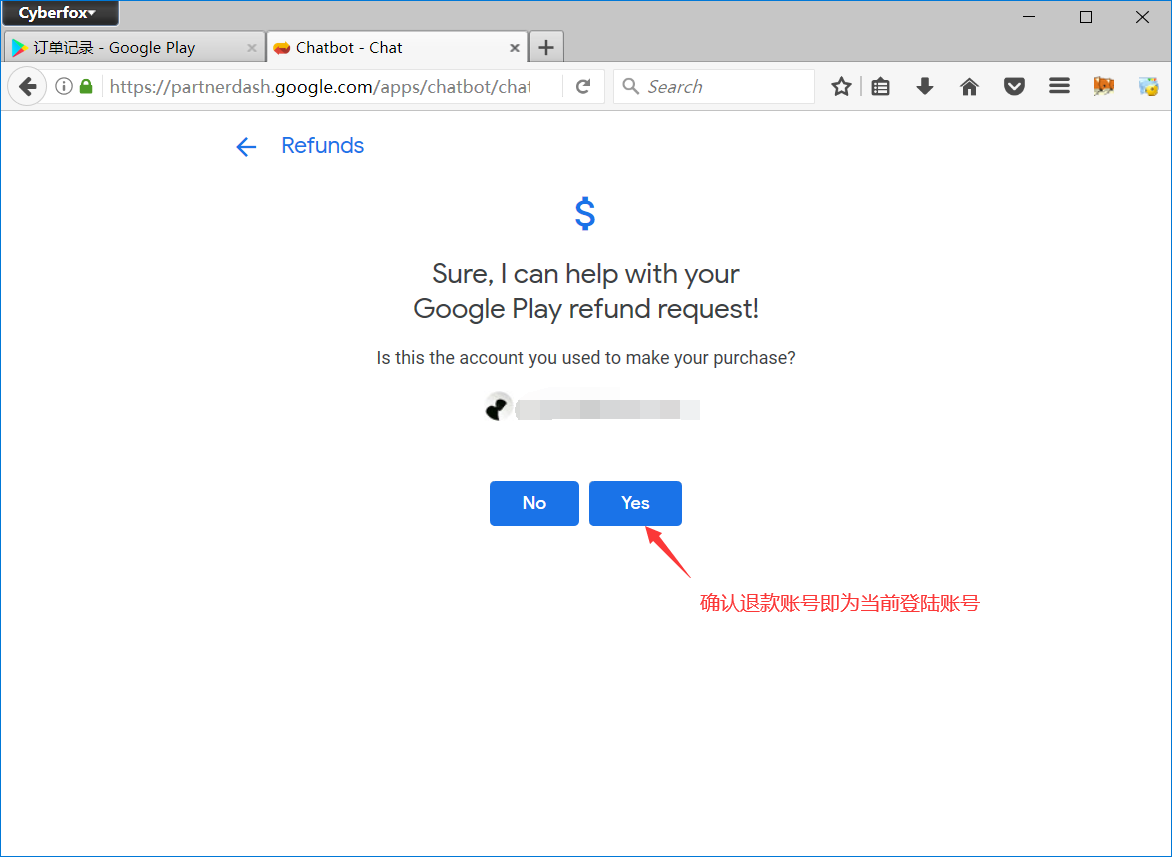 Cyberfox
订单记录 - Google Play
Chatbot - Chat
https://partnerdash.google.com/apps/chatbot/chat
Search
Refunds
$
Sure, I can help with your
Google Play refund request!
Is this the account you used to make your purchase?
No
Yes
确认退款账号即为当前登陆账号